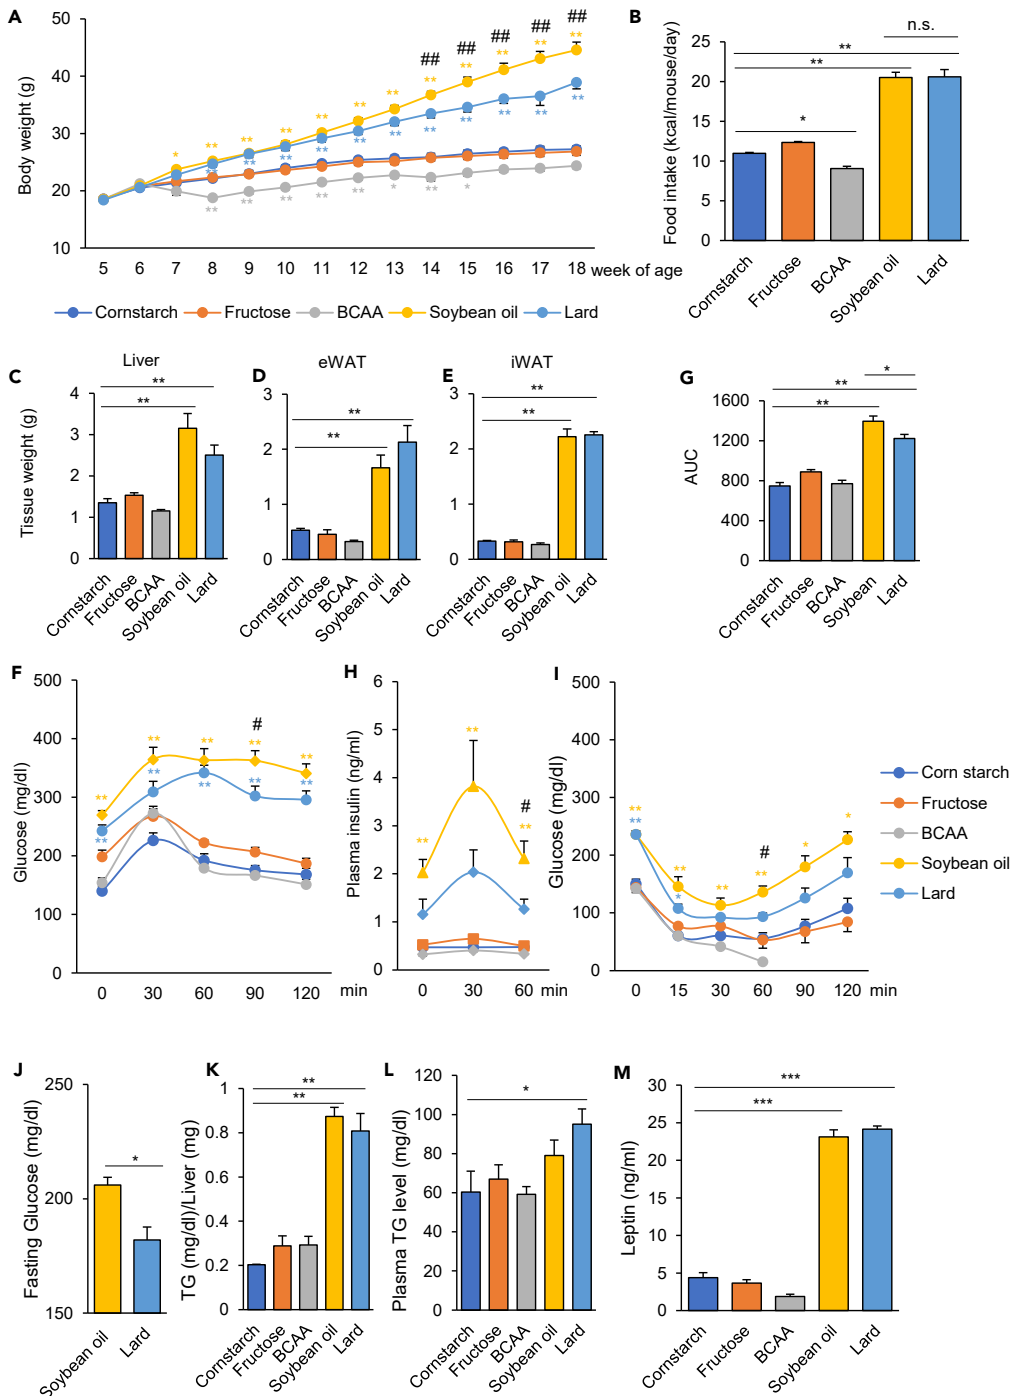 A
Body weight (g)
50
40
30
20
10
## ## ## ## ##
* ** ** ** ** ** ** ** ** ** ** **
** ** ** ** ** ** ** ** ** ** **
** ** ** ** ** * ** *
5 6 7 8 9 10 11 12 13 14 15 16 17 18 week of age
Cornstarch Fructose BCAA Soybean oil Lard
B
Food intake (kcal/mouse/day)
25
20
15
10
5
0
n.s.
**
**
*
Cornstarch
Fructose
BCAA
Soybean oil
Lard
C
Liver
Tissue weight (g)
4
3
2
1
0
**
**
Cornstarch
Fructose
BCAA
Soybean oil
Lard
D
eWAT
3
2
1
0
**
**
Cornstarch
Fructose
BCAA
Soybean oil
Lard
E
iWAT
3
2
1
0
**
**
Cornstarch
Fructose
BCAA
Soybean oil
Lard
G
AUC
1600
1200
800
400
0
*
**
**
Cornstarch
Fructose
BCAA
Soybean
Lard
F
Glucose (mg/dl)
500
400
300
200
100
0
#
** ** ** ** **
** ** ** ** **
0 30 60 90 120 min
H
Plasma insulin (ng/ml)
6
5
4
3
2
1
0
** ** **
#
0 30 60 min
I
Glucose (mg/dl)
500
400
300
200
100
0
#
** ** ** ** * *
** *
0 15 30 60 90 120 min
Corn starch
Fructose
BCAA
Soybean oil
Lard
J
Fasting Glucose (mg/dl)
250
200
150
*
Soybean oil
Lard
K
TG (mg/dl)/Liver (mg)
1
0.8
0.6
0.4
0.2
0
**
**
Cornstarch
Fructose
BCAA
Soybean oil
Lard
L
Plasma TG level (mg/dl)
120
100
80
60
40
20
0
*
Cornstarch
Fructose
BCAA
Soybean oil
Lard
M
Leptin (ng/ml)
30
25
20
15
10
5
0
***
***
Cornstarch
Fructose
BCAA
Soybean oil
Lard